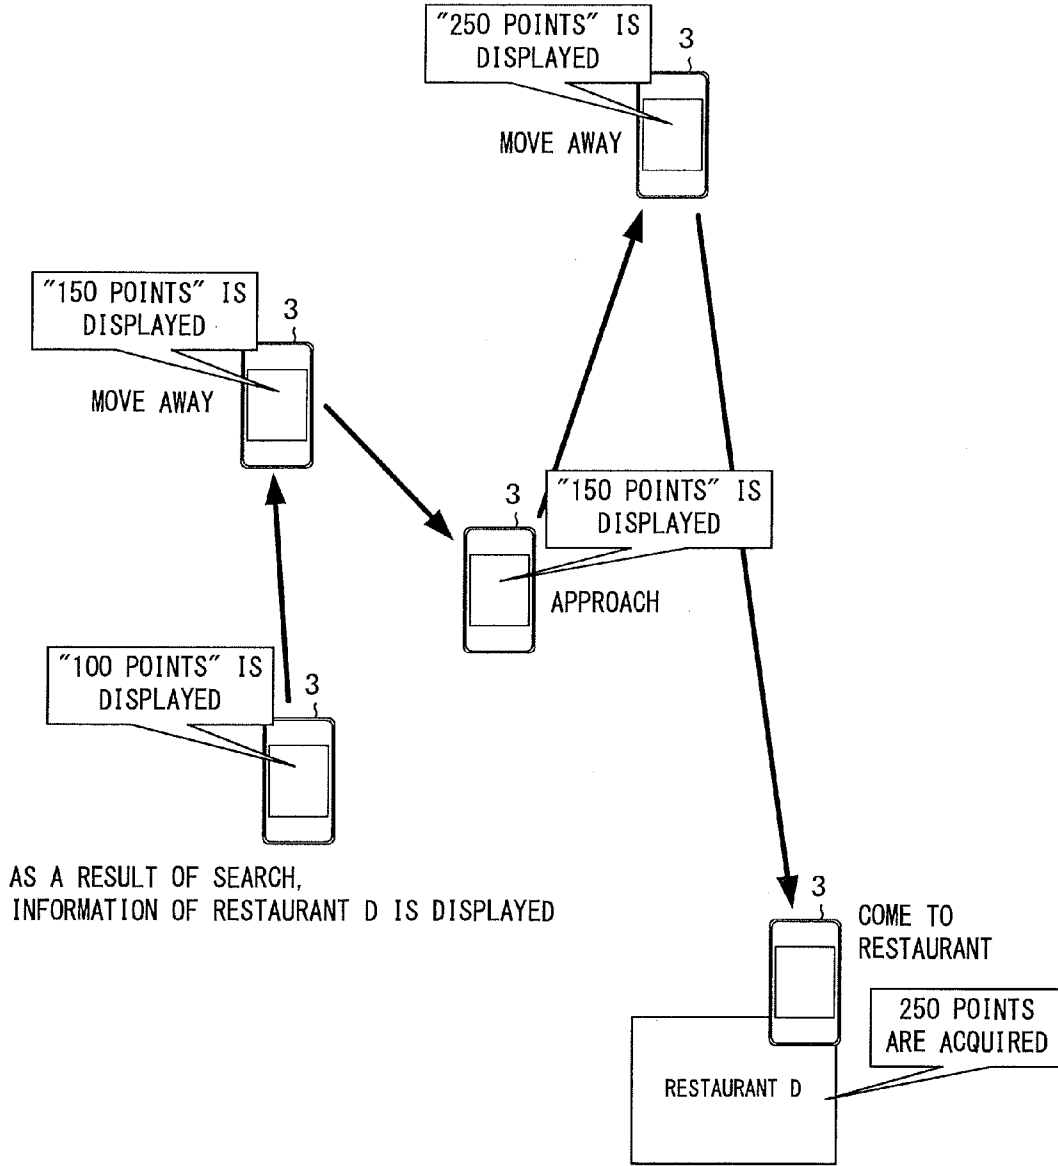 "250 POINTS" IS
DISPLAYED
3
MOVE AWAY
"150 POINTS" IS
DISPLAYED
3
MOVE AWAY
3
"150 POINTS" IS
DISPLAYED
APPROACH
"100 POINTS" IS
DISPLAYED
3
AS A RESULT OF SEARCH,
INFORMATION OF RESTAURANT D IS DISPLAYED
3
COME TO
RESTAURANT
250 POINTS
ARE ACQUIRED
RESTAURANT D